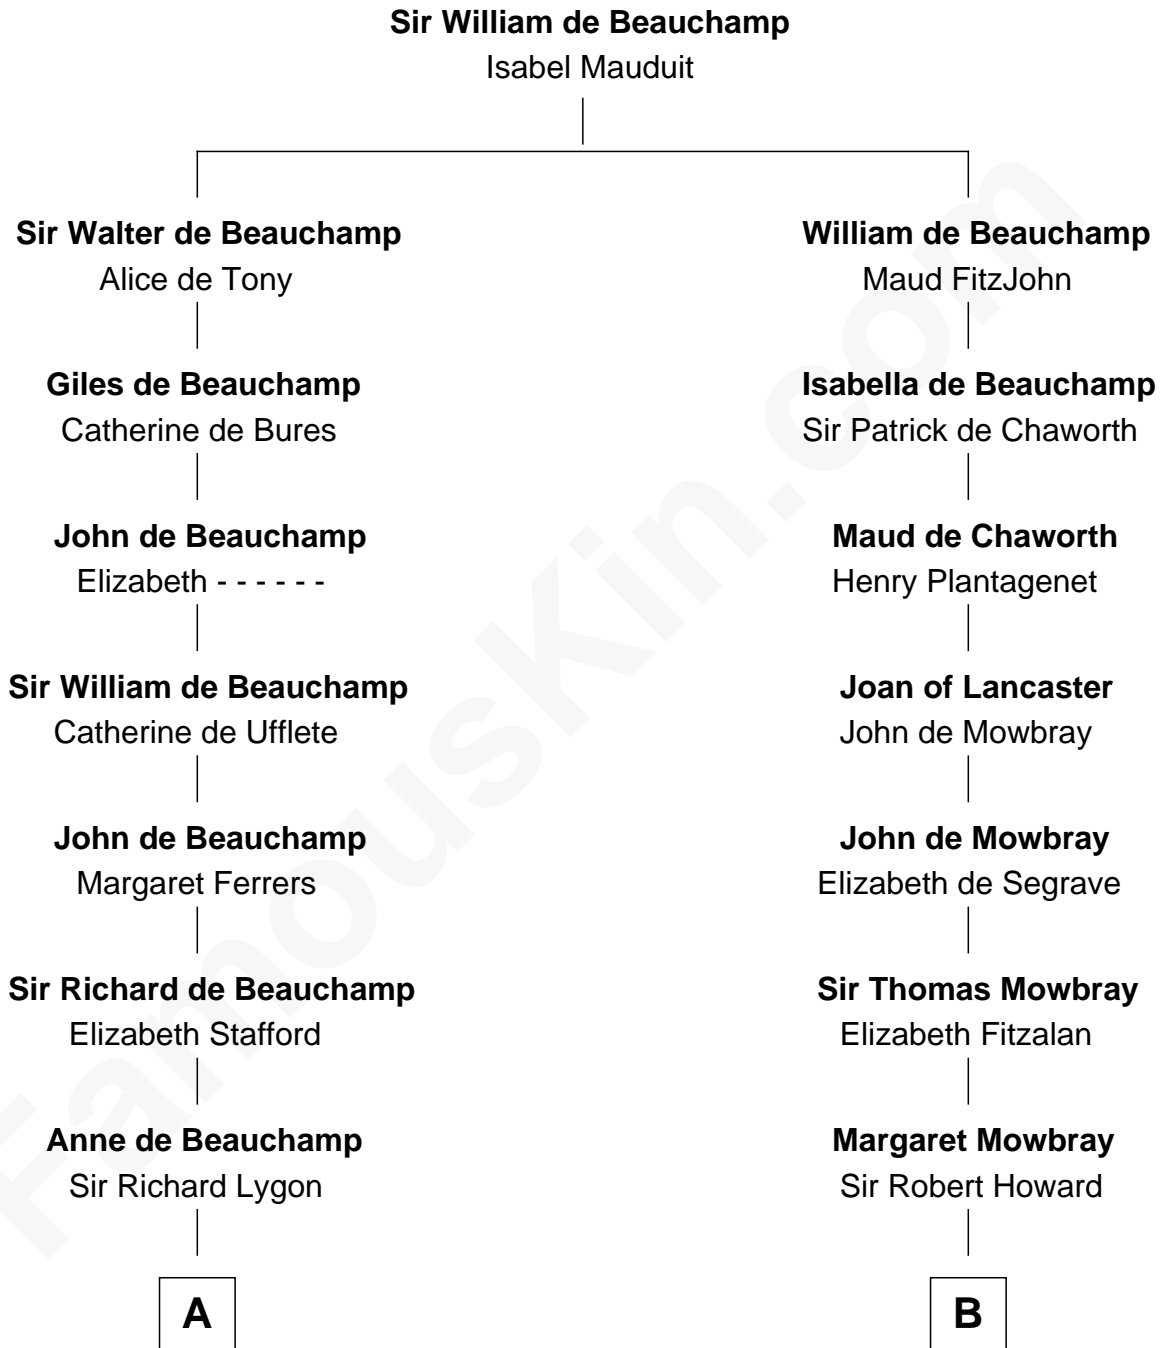 Sir William de Beauchamp
Isabel Mauduit
Sir Walter de Beauchamp
Alice de Tony
William de Beauchamp
Maud FitzJohn
Giles de Beauchamp
Catherine de Bures
Isabella de Beauchamp
Sir Patrick de Chaworth
John de Beauchamp
Elizabeth - - - - - -
Maud de Chaworth
Henry Plantagenet
Sir William de Beauchamp
Catherine de Ufflete
Joan of Lancaster
John de Mowbray
John de Beauchamp
Margaret Ferrers
John de Mowbray
Elizabeth de Segrave
Sir Richard de Beauchamp
Elizabeth Stafford
Sir Thomas Mowbray
Elizabeth Fitzalan
Anne de Beauchamp
Sir Richard Lygon
Margaret Mowbray
Sir Robert Howard
A
B
FamousKin.com